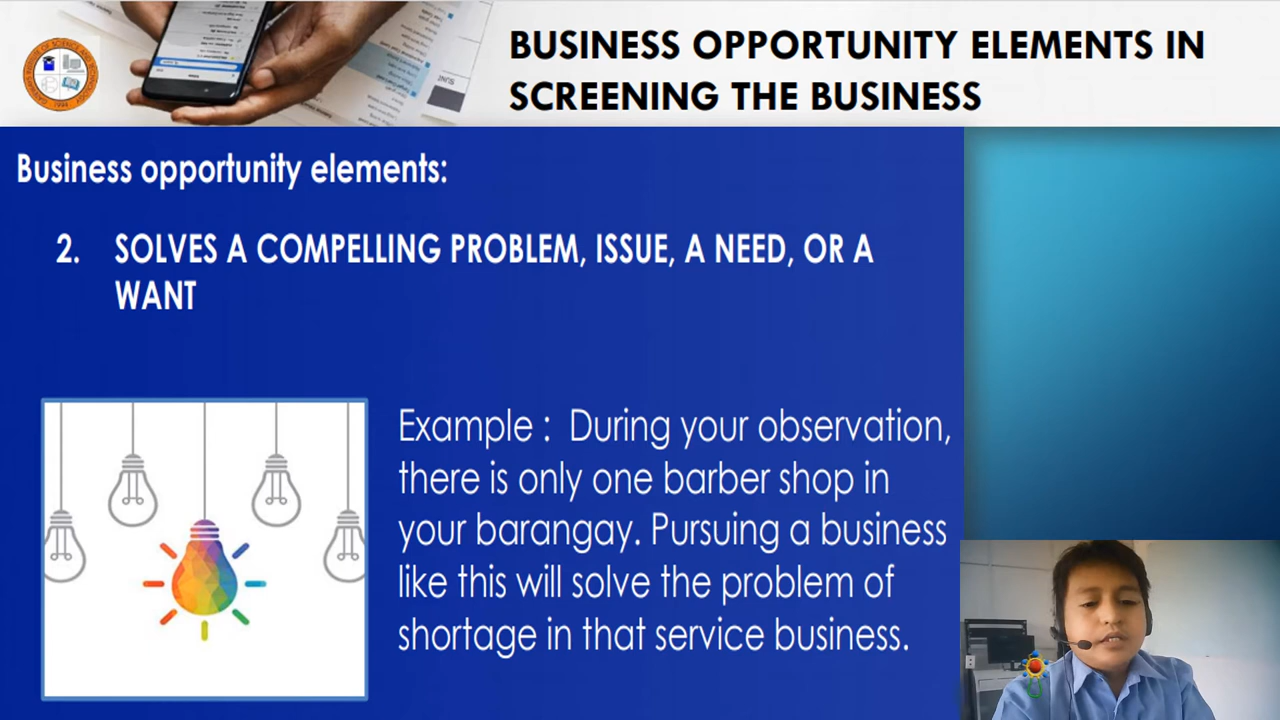 BUSINESS OPPORTUNITY ELEMENTS IN
SCREENING THE BUSINESS
Business opportunity elements:
2. SOLVES A COMPELLING PROBLEM, ISSUE, A NEED, OR A
WANT
Example : During your observation,
there is only one barber shop in
your barangay. Pursuing a business
like this will solve the problem of
shortage in that service business.